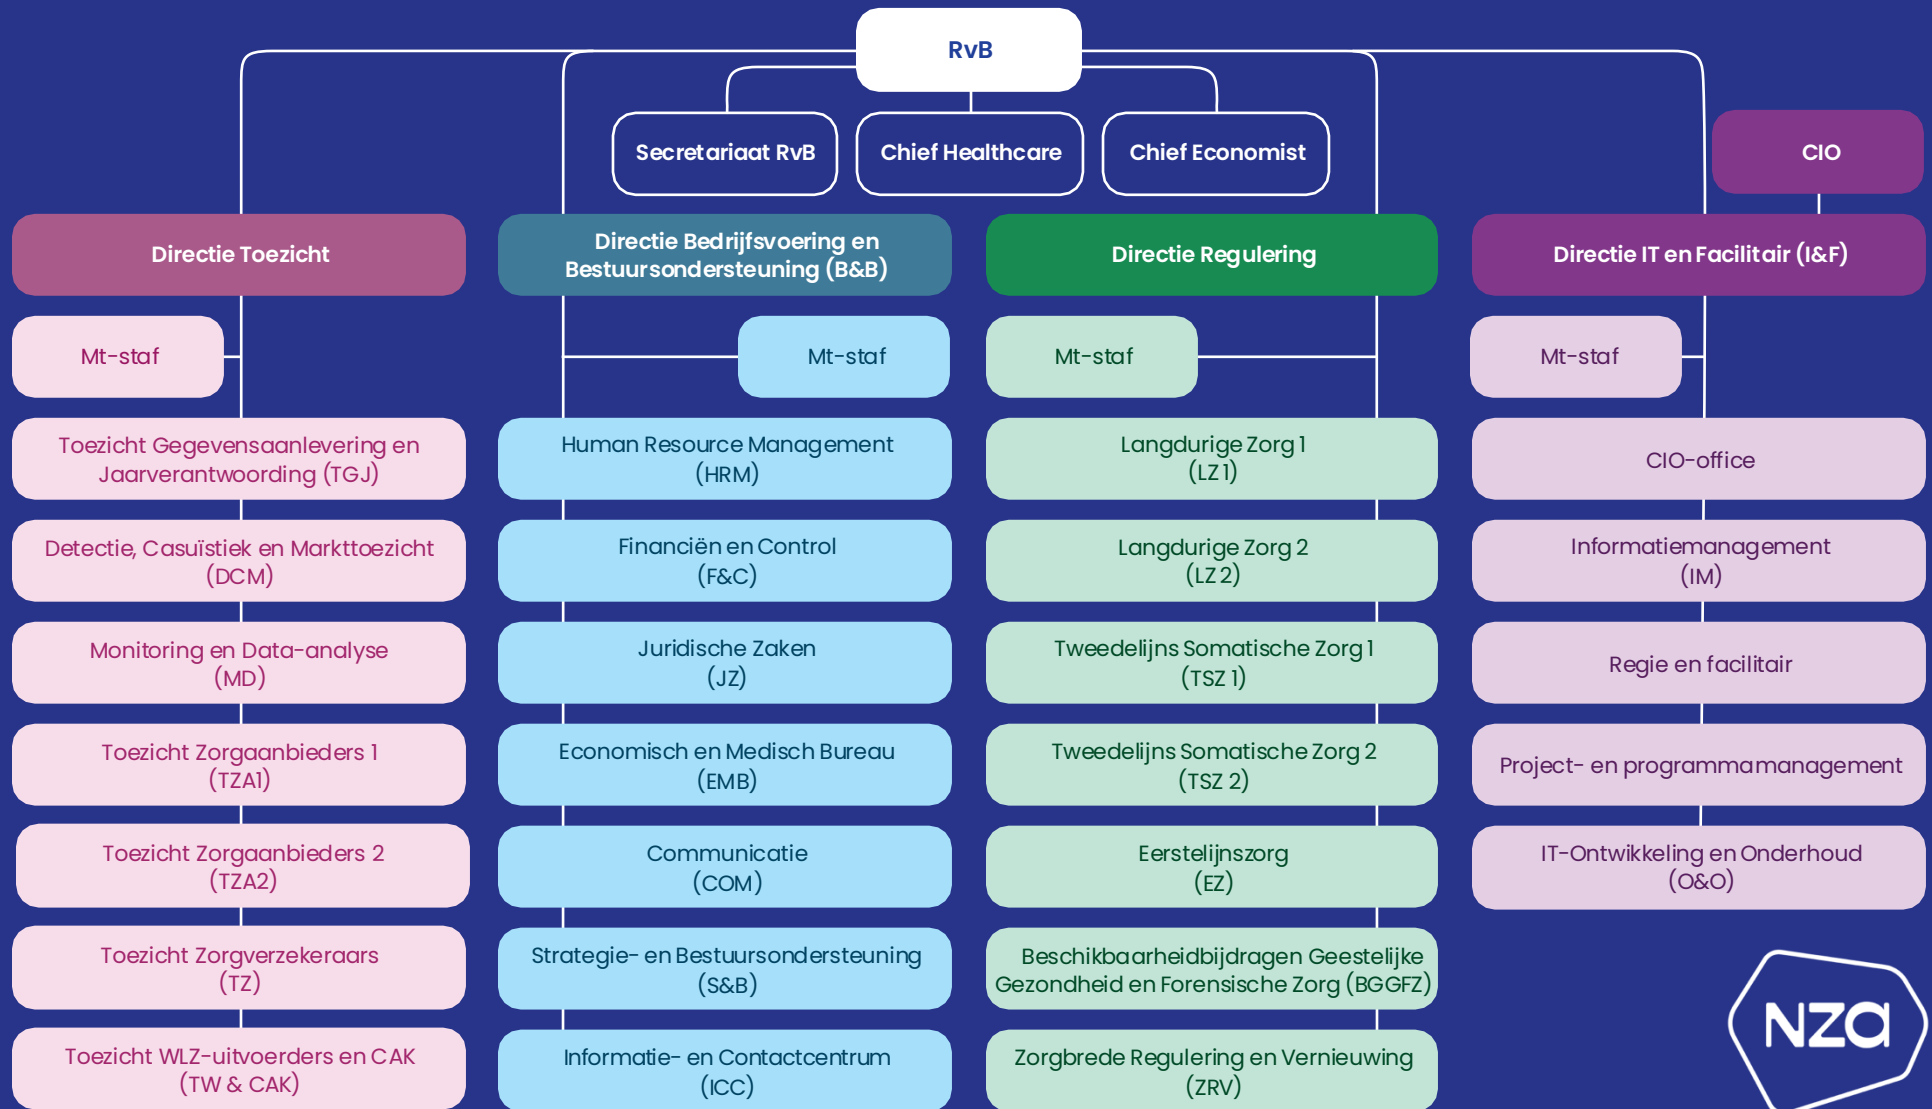 RvB
Secretariaat RvB
Chief Healthcare
Chief Economist
CIO
Directie Toezicht
Mt-staf
Toezicht Gegevensaanlevering en
Jaarverantwoording (TGJ)
Detectie, Casuïstiek en Markttoezicht
(DCM)
Monitoring en Data-analyse
(MD)
Toezicht Zorgaanbieders 1
(TZA1)
Toezicht Zorgaanbieders 2
(TZA2)
Toezicht Zorgverzekeraars
(TZ)
Toezicht WLZ-uitvoerders en CAK
(TW & CAK)
Directie Bedrijfsvoering en
Bestuursondersteuning (B&B)
Mt-staf
Human Resource Management
(HRM)
Financiën en Control
(F&C)
Juridische Zaken
(JZ)
Economisch en Medisch Bureau
(EMB)
Communicatie
(COM)
Strategie- en Bestuursondersteuning
(S&B)
Informatie- en Contactcentrum
(ICC)
Directie Regulering
Mt-staf
Langdurige Zorg 1
(LZ 1)
Langdurige Zorg 2
(LZ 2)
Tweedelijns Somatische Zorg 1
(TSZ 1)
Tweedelijns Somatische Zorg 2
(TSZ 2)
Eerstelijnszorg
(EZ)
Beschikbaarheidbijdragen Geestelijke
Gezondheid en Forensische Zorg (BGGFZ)
Zorgbrede Regulering en Vernieuwing
(ZRV)
Directie IT en Facilitair (I&F)
Mt-staf
CIO-office
Informatiemanagement
(IM)
Regie en facilitair
Project- en programmamanagement
IT-Ontwikkeling en Onderhoud
(O&O)
NZa